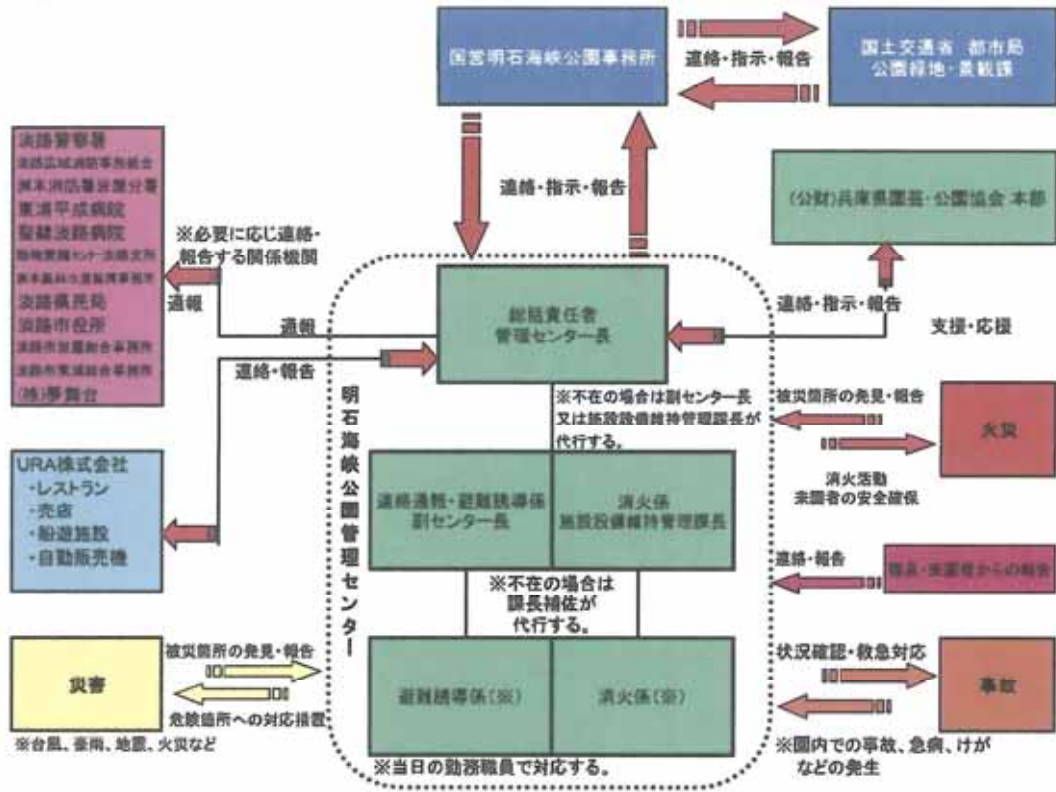 国営明石海峡公園事務所
連絡・指示・報告
国土交通省 都市局
公園緑地・景観課
淡路警察署
淡路広域消防事務組合
東浦平成病院
聖隷淡路病院
淡路県民局
淡路市役所
淡路市東浦総合事務所
(株)夢舞台
※必要に応じ連絡・
報告する関係機関
通報
通報
連絡・指示・報告
(公財)兵庫県園芸・公園協会 本部
総括責任者
管理センター長
連絡・指示・報告
支援・応援
連絡・報告
※不在の場合は副センター長
又は施設設備維持管理課長が
代行する。
被災箇所の発見・報告
火災
消火活動
来園者の安全確保
明石海峡公園管理センター
URA株式会社
・レストラン
・売店
・船遊施設
・自動販売機
連絡通報・避難誘導係
副センター長
消火係
施設設備維持管理課長
連絡・報告
職員・来園者からの報告
※不在の場合は
課長補佐が
代行する。
災害
被災箇所の発見・報告
危険箇所への対応措置
※台風、豪雨、地震、火災など
避難誘導係(※)
消火係(※)
※当日の勤務職員で対応する。
状況確認・救急対応
事故
※園内での事故、急病、けが
などの発生